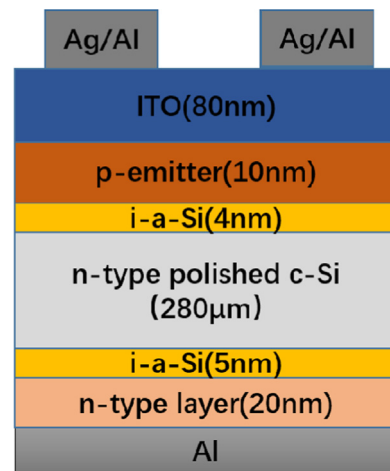 Ag/Al Ag/Al
ITO(80nm)
p-emitter(10nm)
i-a-Si(4nm)
n-type polished c-Si
(280μm)
i-a-Si(5nm)
n-type layer(20nm)
Al